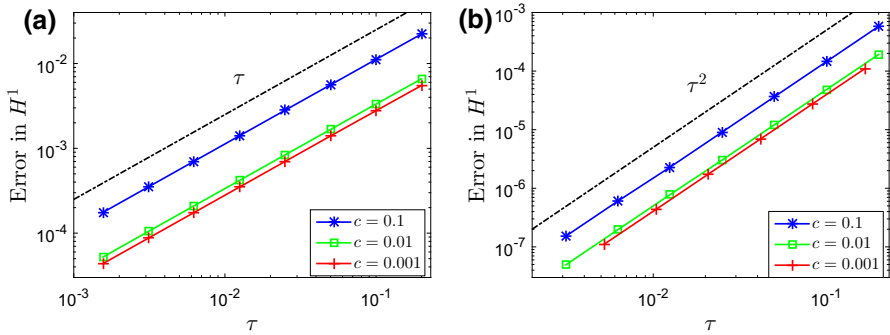 (a)
Error in $H^1$
10^{-2}
10^{-3}
10^{-4}
τ
c = 0.1
c = 0.01
c = 0.001
10^{-3}
10^{-2}
10^{-1}
τ
(b)
Error in $H^1$
10^{-3}
10^{-4}
10^{-5}
10^{-6}
10^{-7}
τ^2
c = 0.1
c = 0.01
c = 0.001
10^{-2}
10^{-1}
τ